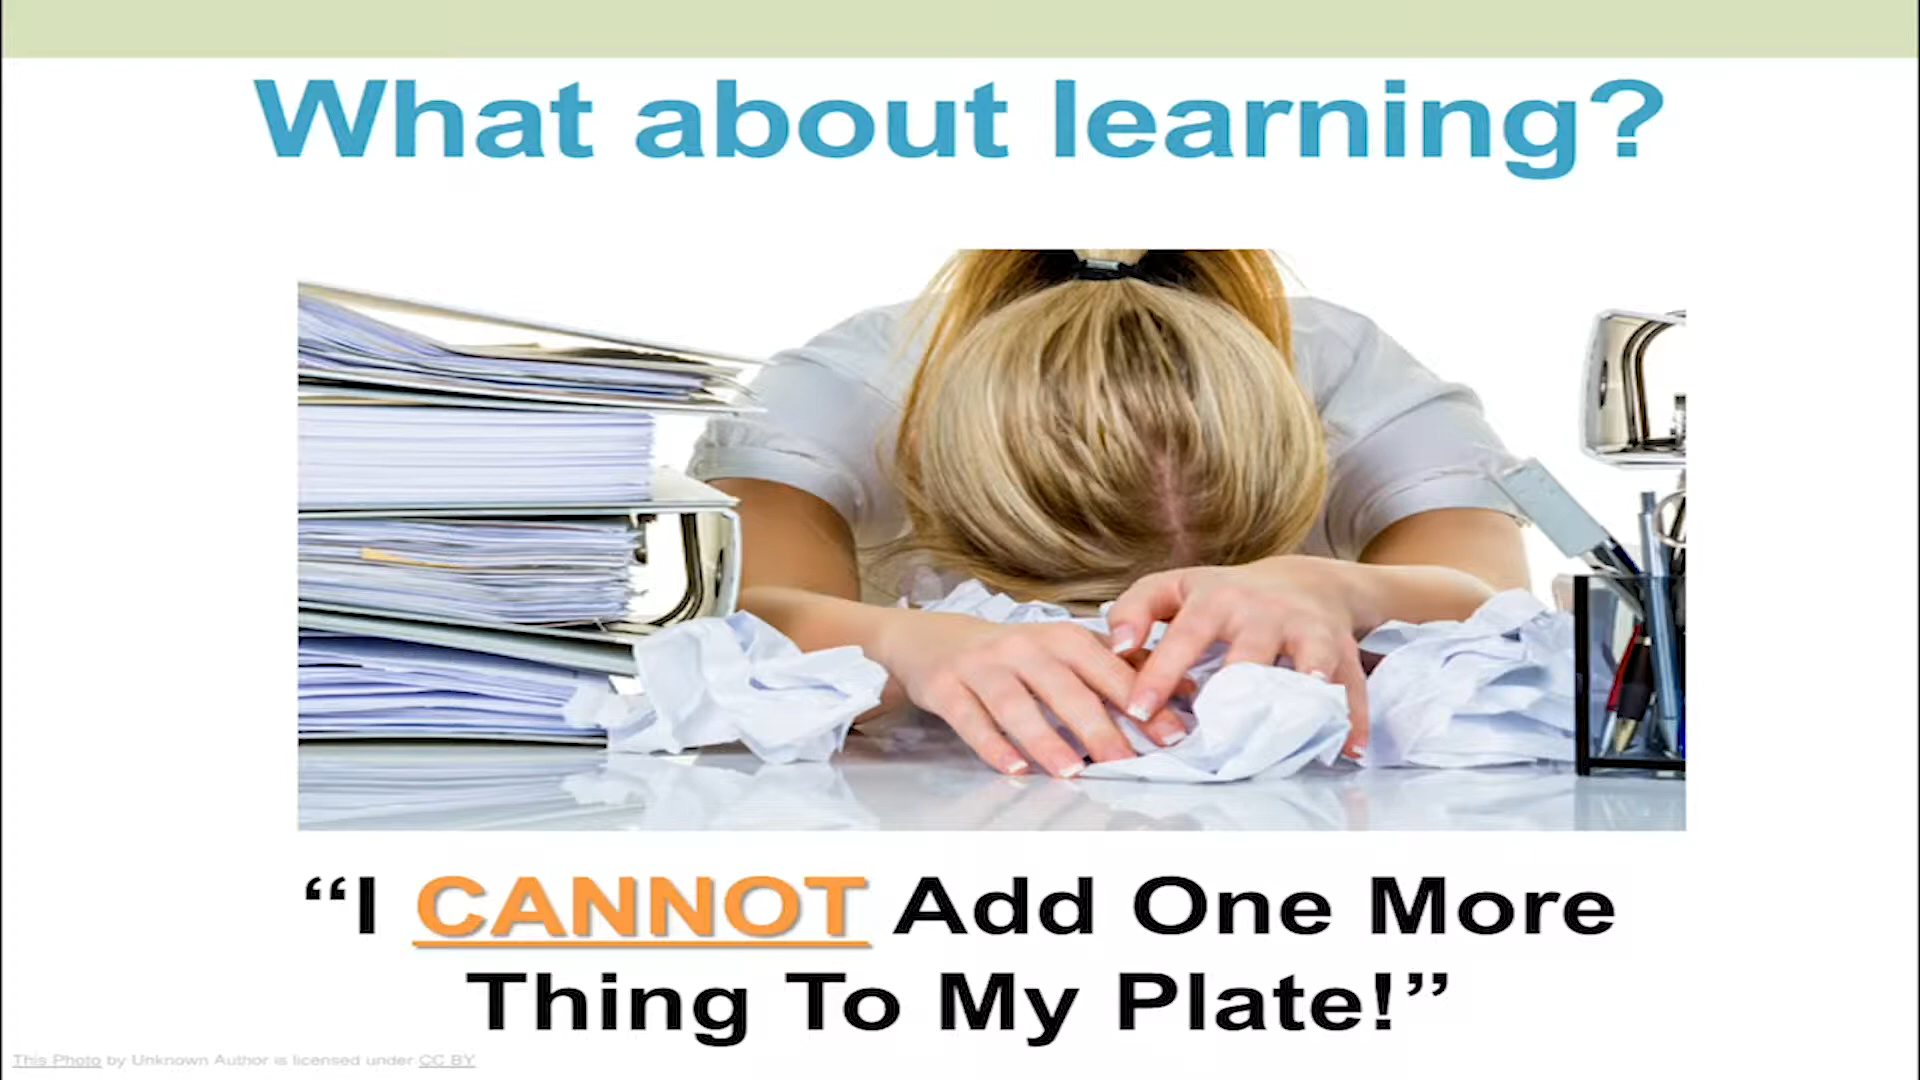 What about learning?
“I CANNOT Add One More
Thing To My Plate!”
This Photo by Unknown Author is licensed under CC BY